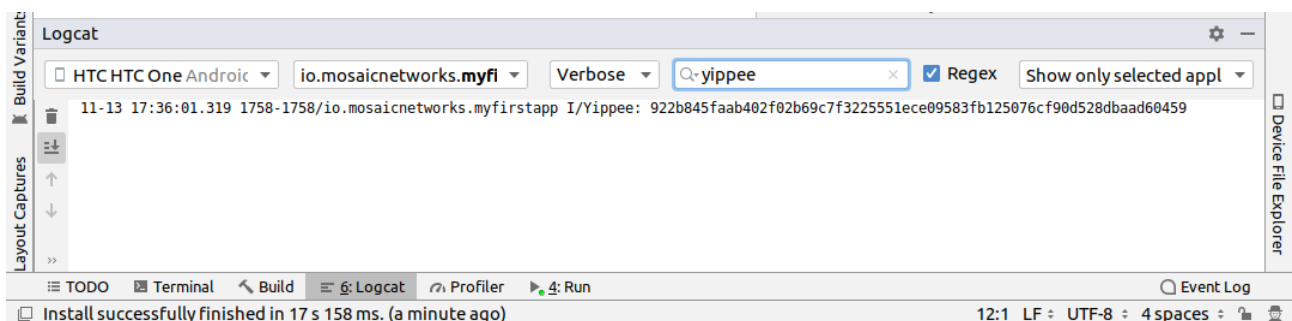 Logcat
HTC HTC One Androic
io.mosaicnetworks.myfi
Verbose
yippee
Regex
Show only selected appl
11-13 17:36:01.319 1758-1758/io.mosaicnetworks.myfirstapp I/Yippee: 922b845faab402f02b69c7f3225551ece09583fb125076cf90d528dbaad60459
Build Variants
Layout Captures
Device File Explorer
TODO
Terminal
Build
6: Logcat
Profiler
4: Run
Event Log
Install successfully finished in 17 s 158 ms. (a minute ago)
12:1 LF UTF-8 4 spaces